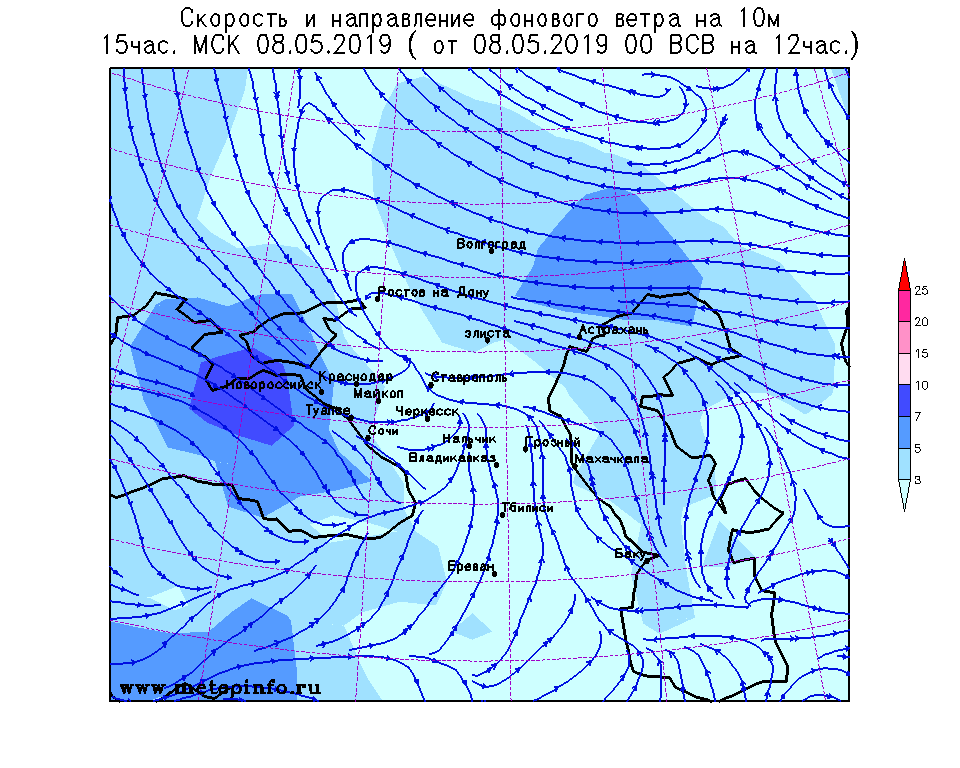 Скорость и направление фонового ветра на 10м
15час. МСК 08.05.2019 ( от 08.05.2019 00 ВСВ на 12час.)
Волгеград
Ростов на Дону
элиста
Астрахань
25
20
15
10
7
5
3
Новороссийск
Краснодар
Ставрополь
Майкоп
Туапсе
Черкесск
Сочи
Нальчик
Грозный
Владикавказ
Махачкала
Тбилиси
Баку
Ереван
www.meteoinfo.ru